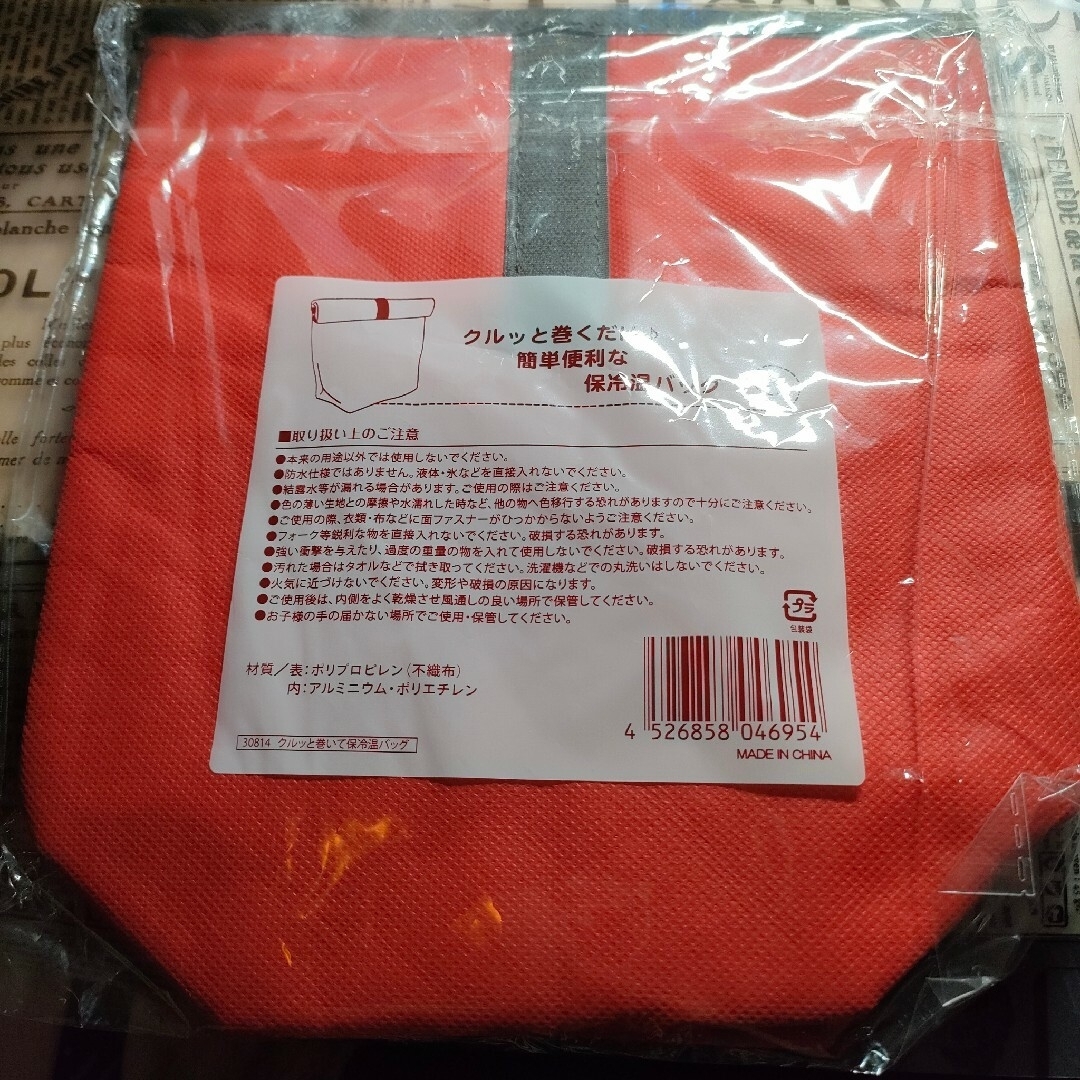 クルッと巻くだけの
簡単便利な
保冷温バッグ
■取り扱い上のご注意
●本来の用途以外では使用しないでください。
●防水仕様ではありません。液体・氷などを直接入れないでください。
●結露水等が漏れる場合があります。ご使用の際はご注意ください。
●色の薄い生地との摩擦や水濡れした時など、他の物へ色移行する恐れがありますので十分にご注意ください。
●ご使用の際、衣類・布などに面ファスナーがひっかからないようご注意ください。
●フォーク等鋭利な物を直接入れないでください。破損する恐れがあります。
●強い衝撃を与えたり、過度の重量の物を入れて使用しないでください。破損する恐れがあります。
●汚れた場合はタオルなどで拭き取ってください。洗濯機などでの丸洗いはしないでください。
●火気に近づけないでください。変形や破損の原因になります。
●ご使用後は、内側をよく乾燥させ風通しの良い場所で保管してください。
●お子様の手の届かない場所でご使用・保管してください。
プラ
包装袋
材質／表：ポリプロピレン（不織布）
内：アルミニウム・ポリエチレン
4 526858 046954
MADE IN CHINA
30814 クルッと巻いて保冷温バッグ
une
CART
OL
plus